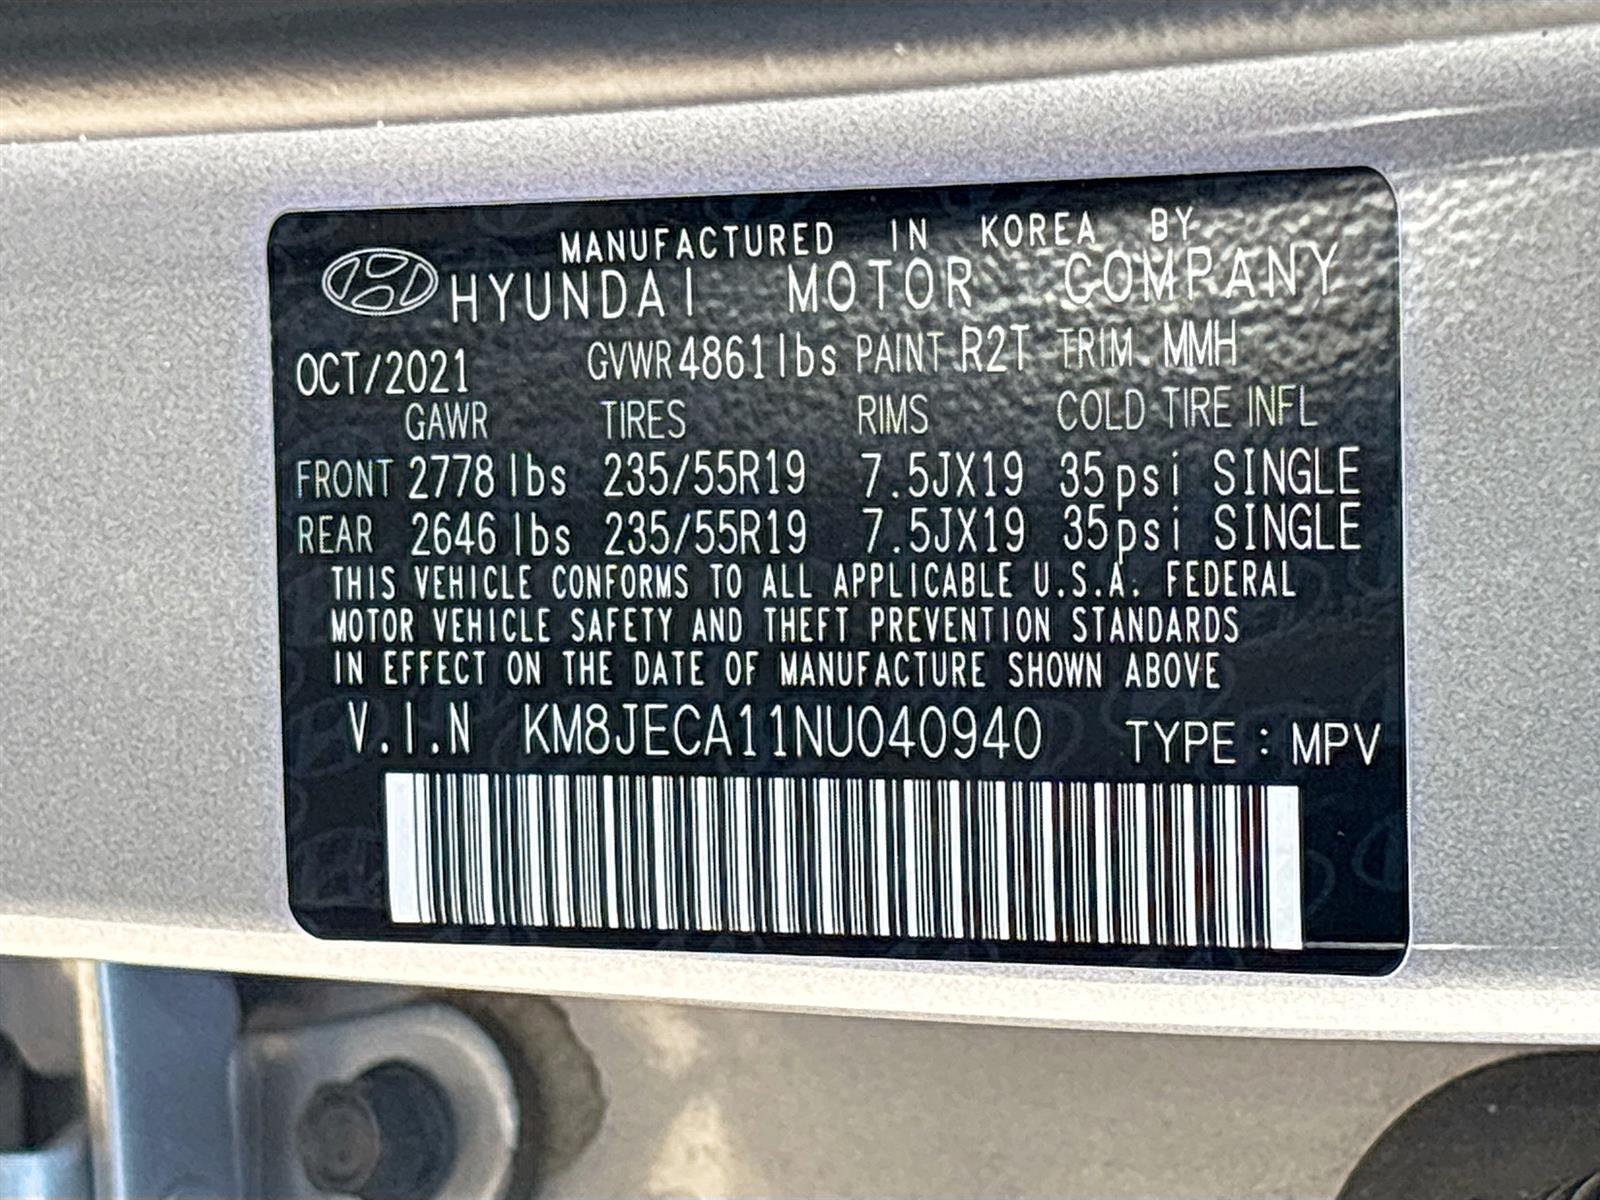 MANUFACTURED IN KOREA BY
HYUNDAI MOTOR COMPANY
OCT/2021 GVWR 4861lbs PAINT R2T TRIM MMH
GAWR TIRES RIMS COLD TIRE INFL
FRONT 2778 lbs 235/55R19 7.5JX19 35psi SINGLE
REAR 2646 lbs 235/55R19 7.5JX19 35psi SINGLE
THIS VEHICLE CONFORMS TO ALL APPLICABLE U.S.A. FEDERAL
MOTOR VEHICLE SAFETY AND THEFT PREVENTION STANDARDS
IN EFFECT ON THE DATE OF MANUFACTURE SHOWN ABOVE
V.I.N KM8JECA11NU040940 TYPE : MPV